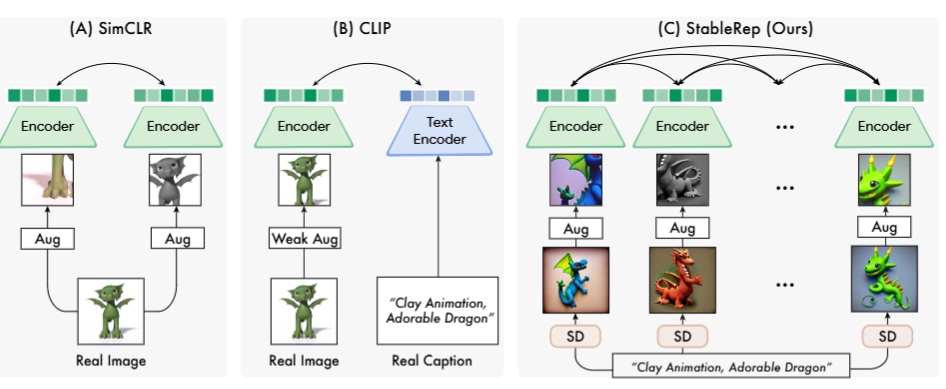 (A) SimCLR
Encoder
Encoder
Aug
Aug
Real Image
(B) CLIP
Encoder
Text
Encoder
Weak Aug
Real Image
“Clay Animation,
Adorable Dragon”
Real Caption
(C) StableRep (Ours)
Encoder
Encoder
...
Encoder
...
Aug
Aug
Aug
...
SD
SD
SD
“Clay Animation, Adorable Dragon”